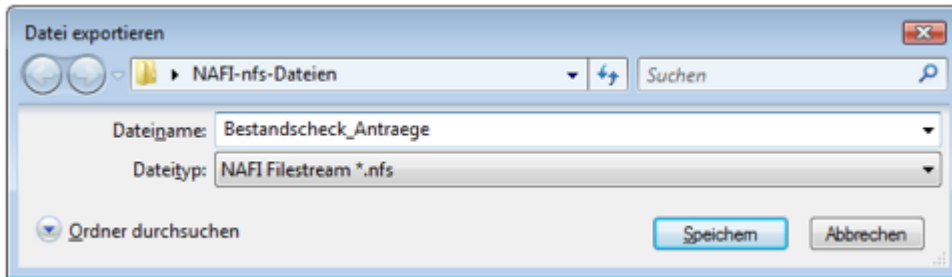 Datei exportieren
NAFI-nfs-Dateien
Suchen
Dateiname: Bestandscheck_Antraege
Dateityp: NAFI Filestream *.nfs
Ordner durchsuchen
Speichern
Abbrechen